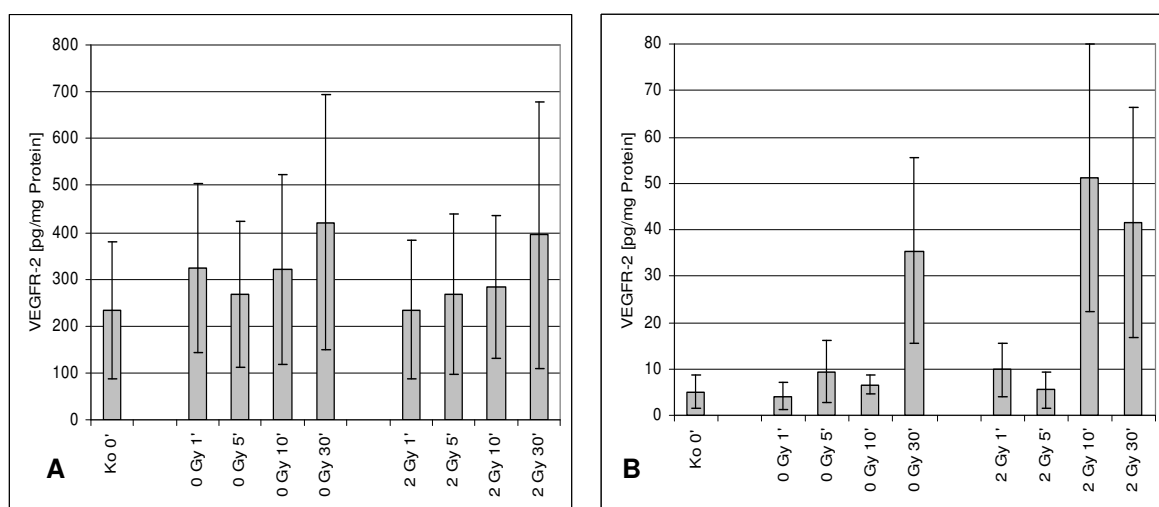 800
700
600
500
400
300
200
100
0
VEGFR-2 [pg/mg Protein]
Ko 0'
0 Gy 1'
0 Gy 5'
0 Gy 10'
0 Gy 30'
2 Gy 1'
2 Gy 5'
2 Gy 10'
2 Gy 30'
A
80
70
60
50
40
30
20
10
0
VEGFR-2 [pg/mg Protein]
Ko 0'
0 Gy 1'
0 Gy 5'
0 Gy 10'
0 Gy 30'
2 Gy 1'
2 Gy 5'
2 Gy 10'
2 Gy 30'
B